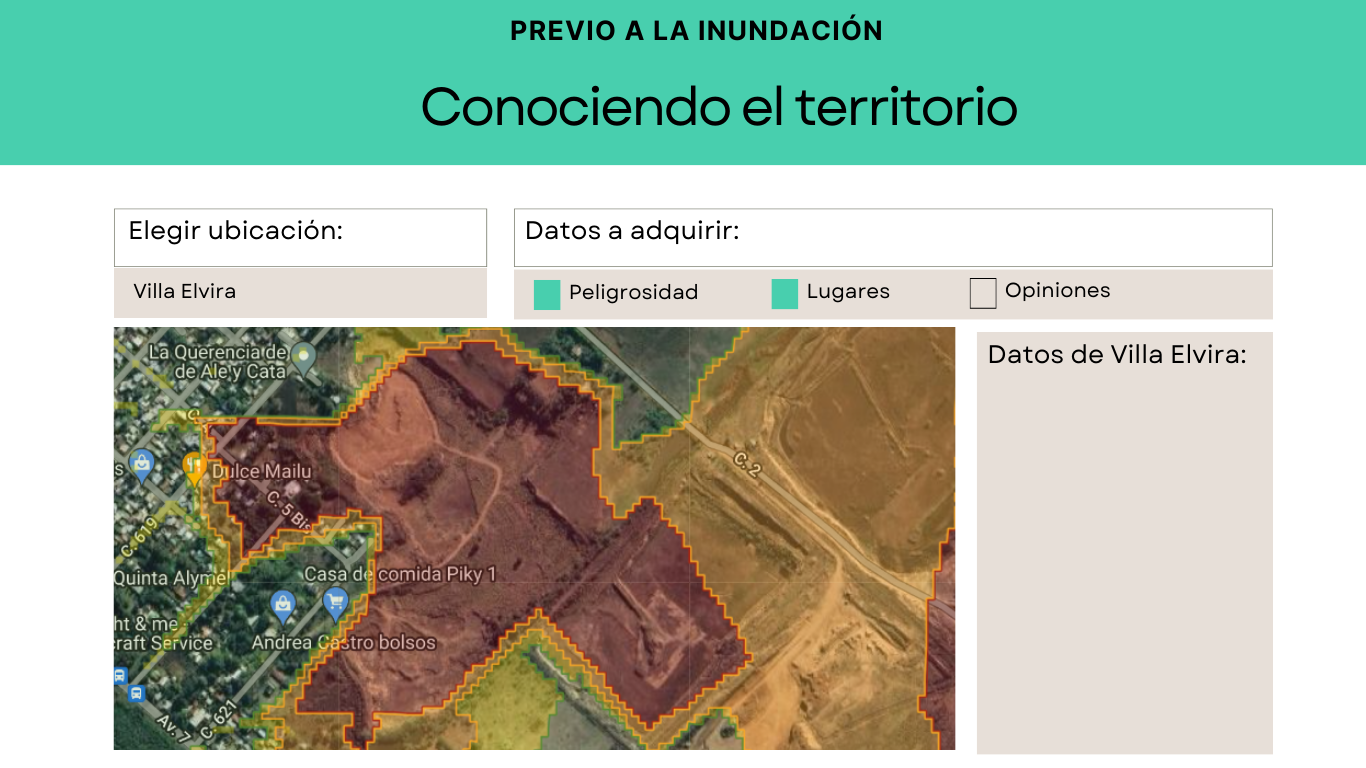 PREVIO A LA INUNDACIÓN
Conociendo el territorio
Elegir ubicación:
Datos a adquirir:
Villa Elvira
Peligrosidad
Lugares
Opiniones
La Querencia de
de Ale y Cata
Datos de Villa Elvira:
C.
s
Dulce Mailu
C. 2
C. 5 Bis
C. 619
Quinta Alymel
Casa de comida Piky 1
ht & me
craft Service
Andrea Castro bolsos
Av. 7
C. 621